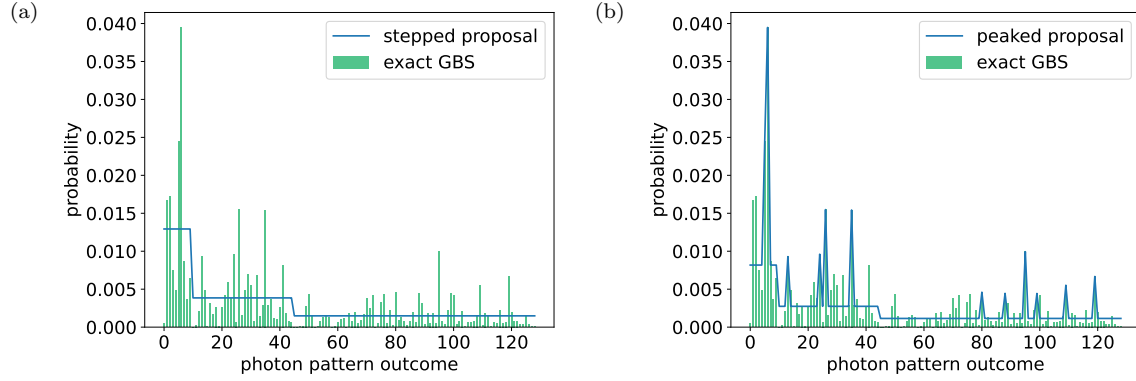 (a)
0.040
0.035
0.030
0.025
0.020
0.015
0.010
0.005
0.000
probability
stepped proposal
exact GBS
0 20 40 60 80 100 120
photon pattern outcome
(b)
0.040
0.035
0.030
0.025
0.020
0.015
0.010
0.005
0.000
probability
peaked proposal
exact GBS
0 20 40 60 80 100 120
photon pattern outcome